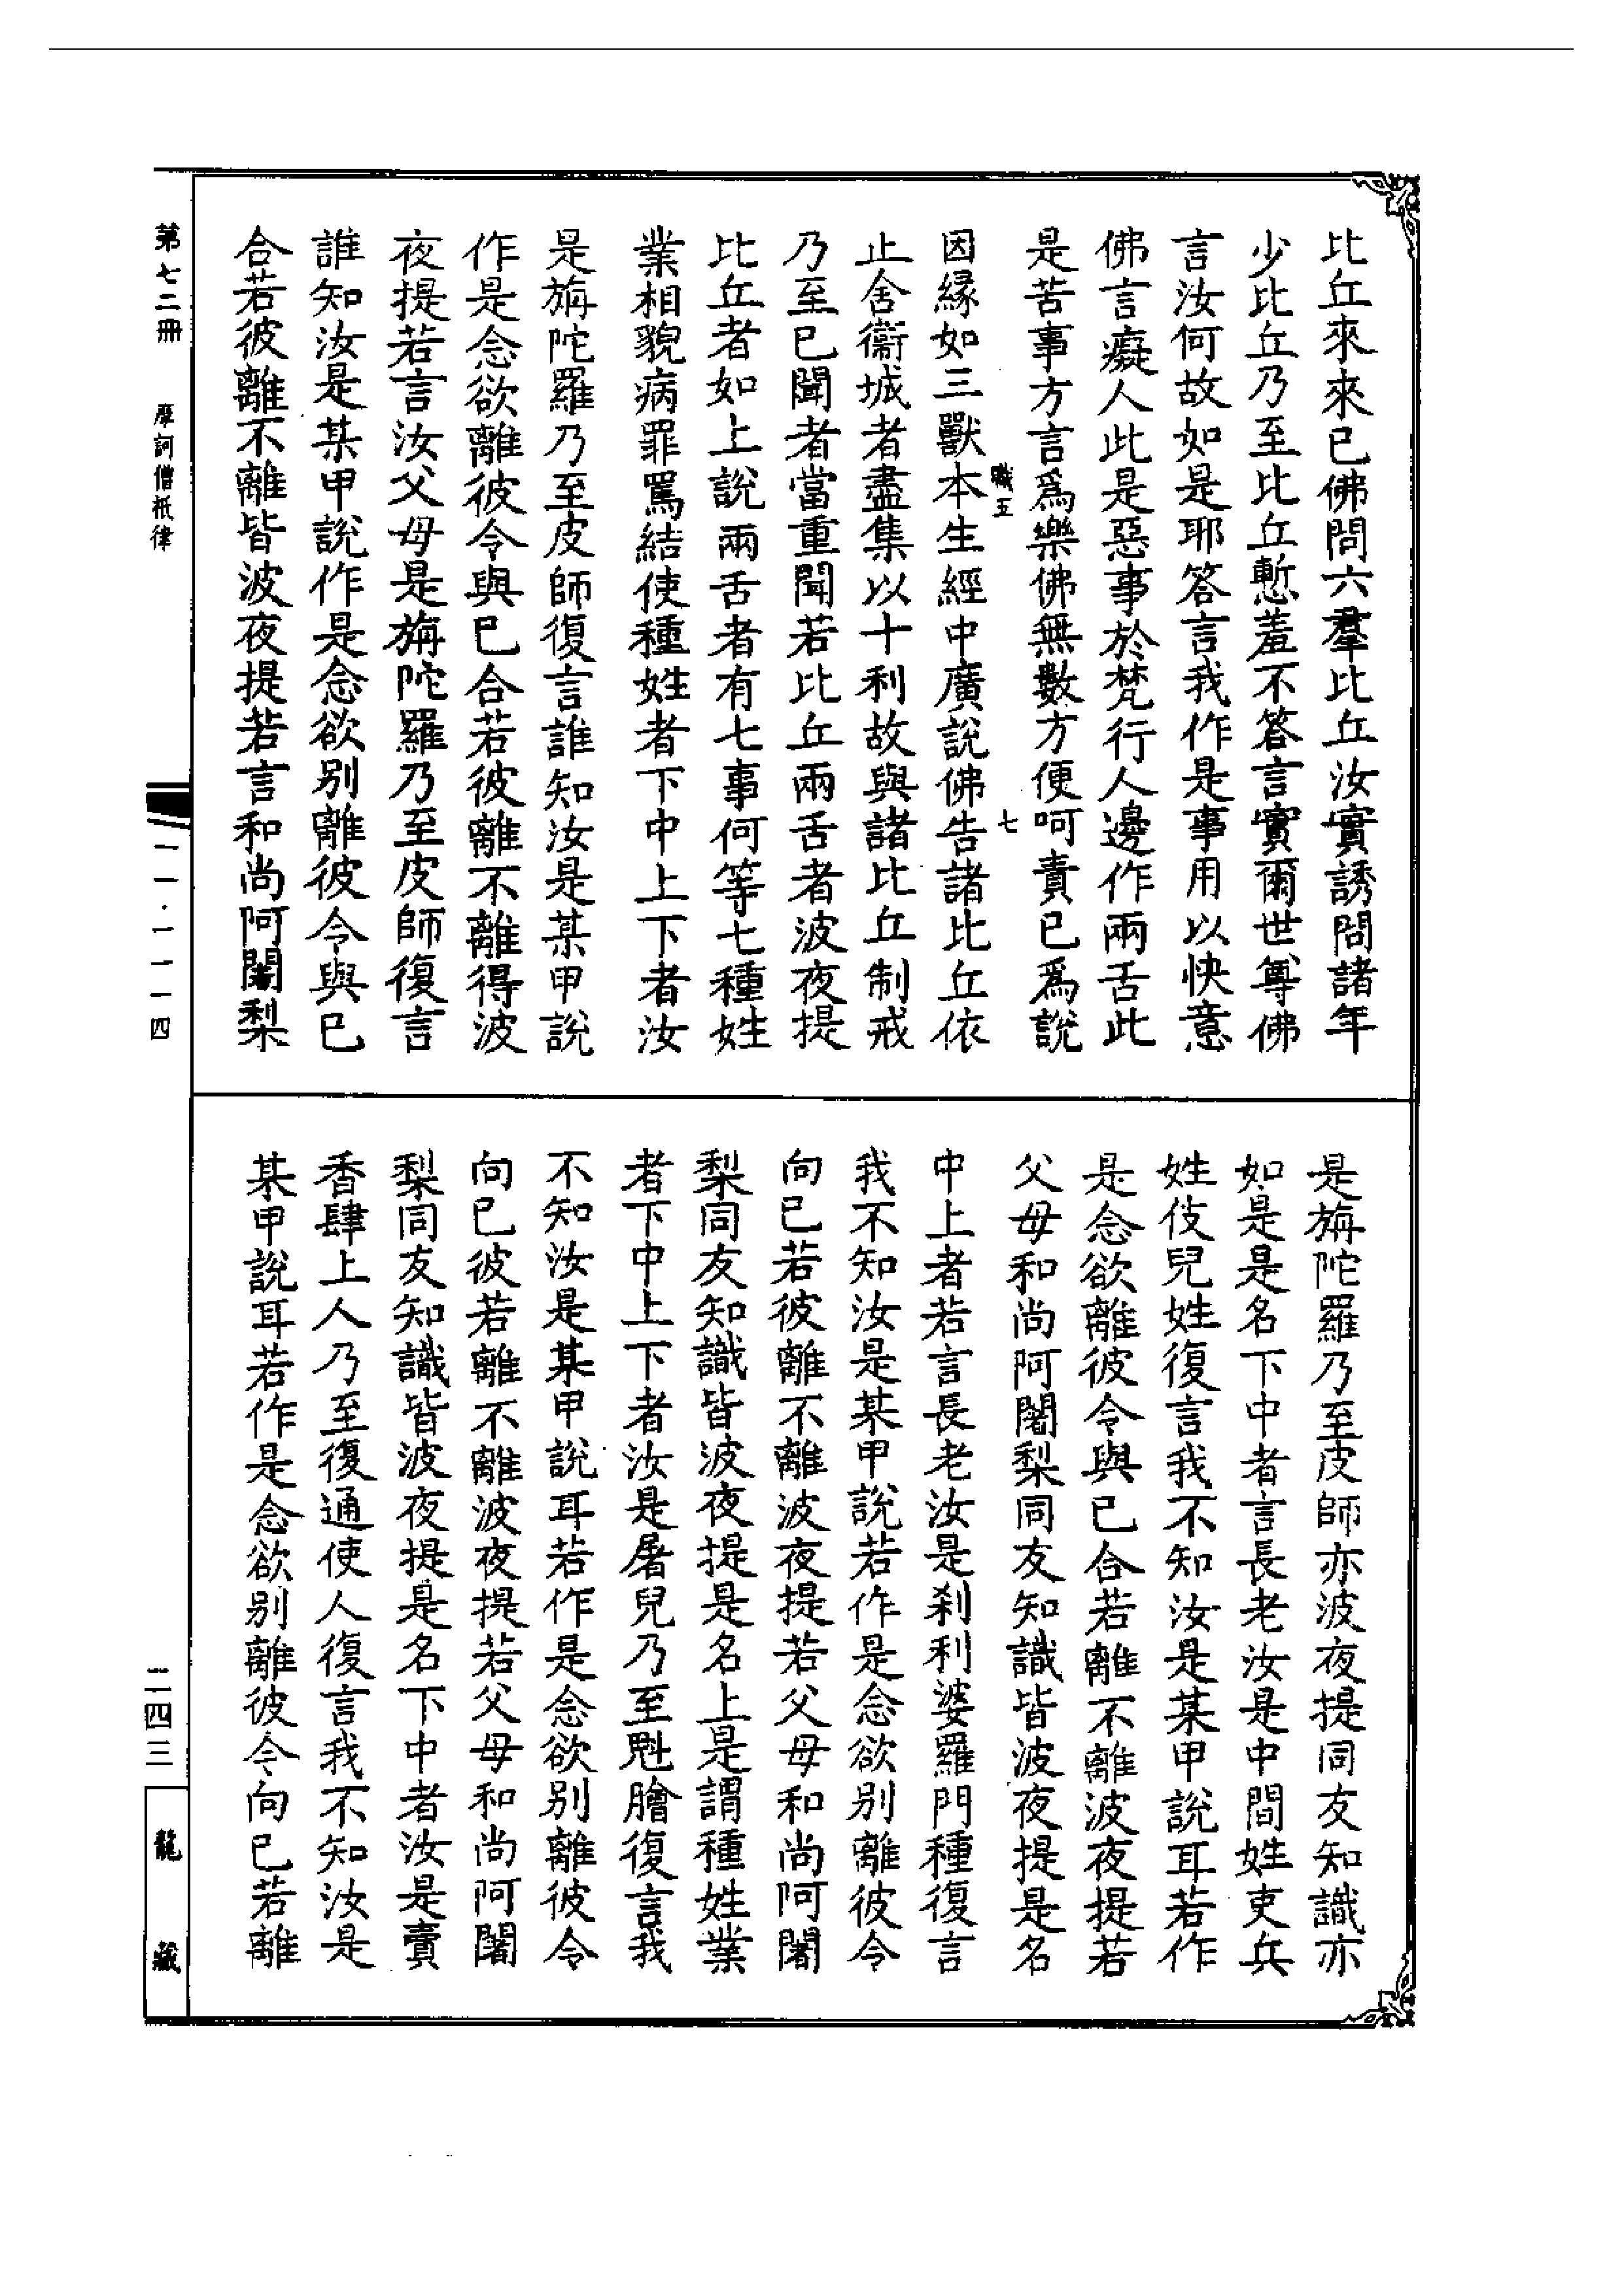 比丘來來已佛問六羣比丘汝實誘問諸年
少比丘乃至比丘慙羞不答言實爾世尊佛
言汝何故如是耶答言我作是事用以快意
佛言癡人此是惡事於梵行人邊作兩舌此
是苦事方言爲樂佛無數方便呵責已爲說
職五 七
因緣如三獸本生經中廣說佛告諸比丘依
止舍衞城者盡集以十利故與諸比丘制戒
乃至已聞者當重聞若比丘兩舌者波夜提
比丘者如上說兩舌者有七事何等七種姓
業相貌病罪罵結使種姓者下中上下者汝
是旃陀羅乃至皮師復言誰知汝是某甲說
作是念欲離彼令與已合若彼離不離得波
夜提若言汝父母是旃陀羅乃至皮師復言
誰知汝是某甲說作是念欲别離彼令與已
合若彼離不離皆波夜提若言和尚阿闍梨
是旃陀羅乃至皮師亦波夜提同友知識亦
如是是名下中者言長老汝是中間姓吏兵
姓伎兒姓復言我不知汝是某甲說耳若作
是念欲離彼令與已合若離不離波夜提若
父母和尚阿闍梨同友知識皆波夜提是名
中上者若言長老汝是刹利婆羅門種復言
我不知汝是某甲說若作是念欲别離彼令
向已若彼離不離波夜提若父母和尚阿闍
梨同友知識皆波夜提是名上是謂種姓業
者下中上下者汝是屠兒乃至魁膾復言我
不知汝是某甲說耳若作是念欲别離彼令
向已彼若離不離波夜提若父母和尚阿闍
梨同友知識皆波夜提是名下中者汝是賣
香肆上人乃至復通使人復言我不知汝是
某甲說耳若作是念欲别離彼令向已若離
第七二冊 摩訶僧祇律
一一·一一一四
二四三
龍藏